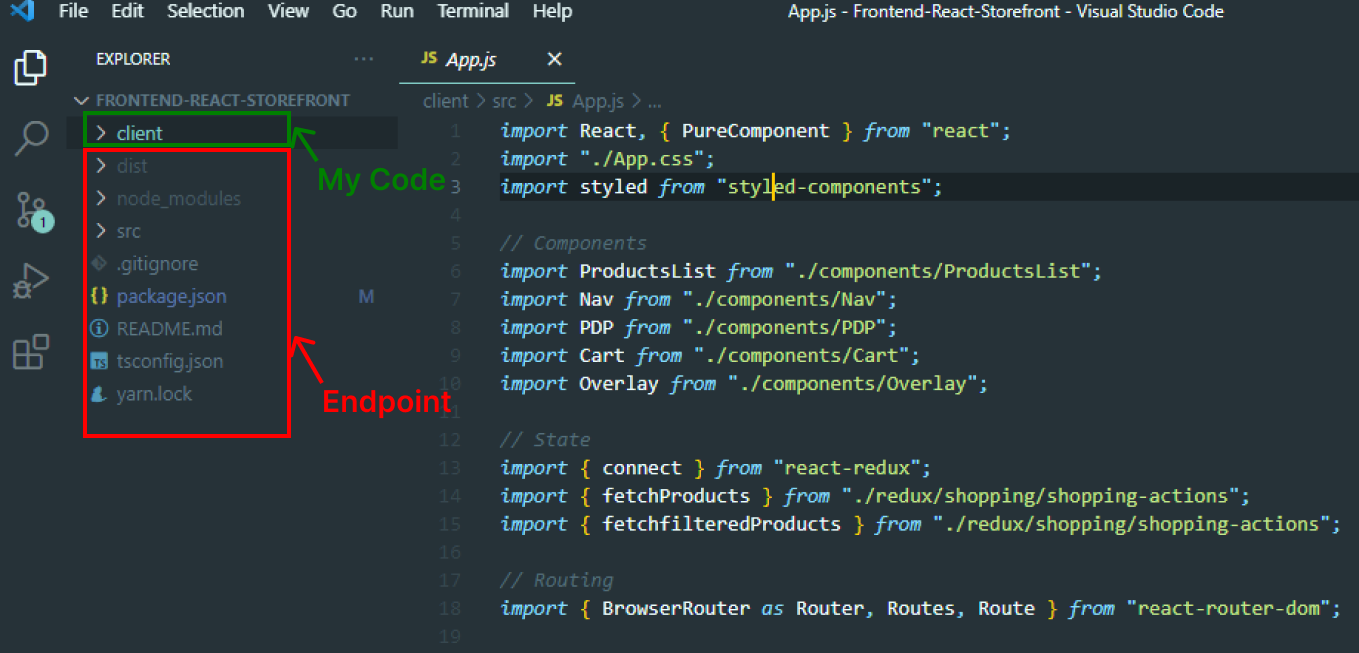 File Edit Selection View Go Run Terminal Help App.js - Frontend-React-Storefront - Visual Studio Code
EXPLORER ...
JS App.js ×
FRONTEND-REACT-STOREFRONT
client > src > JS App.js > ...
> client
> dist
> node_modules
> src
.gitignore
{} package.json M
README.md
TS tsconfig.json
yarn.lock
1
My Code
Endpoint
1 import React, { PureComponent } from "react";
2 import "./App.css";
3 import styled from "styled-components";
4
5 // Components
6 import ProductsList from "./components/ProductsList";
7 import Nav from "./components/Nav";
8 import PDP from "./components/PDP";
9 import Cart from "./components/Cart";
10 import Overlay from "./components/Overlay";
11
12 // State
13 import { connect } from "react-redux";
14 import { fetchProducts } from "./redux/shopping/shopping-actions";
15 import { fetchfilteredProducts } from "./redux/shopping/shopping-actions";
16
17 // Routing
18 import { BrowserRouter as Router, Routes, Route } from "react-router-dom";
19